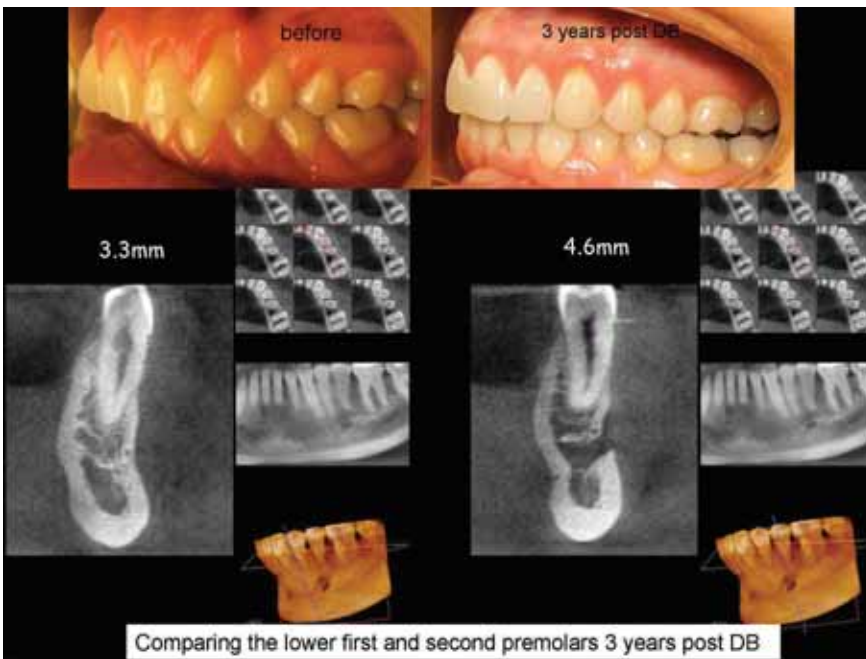 before
3 years post DB
3.3mm
4.6mm
Comparing the lower first and second premolars 3 years post DB